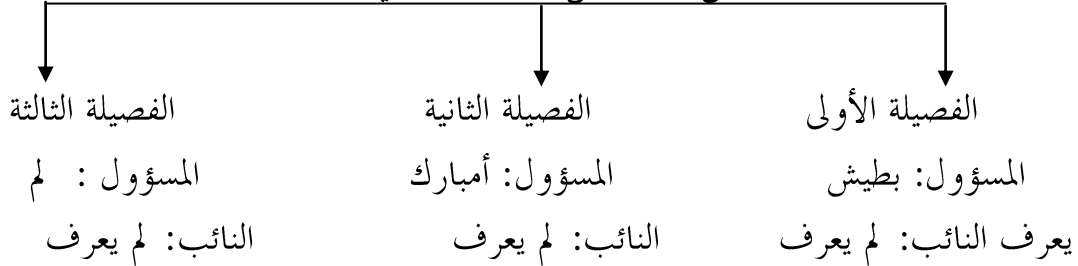 الفصيلة الأولى الفصيلة الثانية الفصيلة الثالثة
المسؤول: بطيش المسؤول: أمبارك المسؤول : لم
يعرف النائب: لم يعرف النائب: لم يعرف النائب: لم يعرف